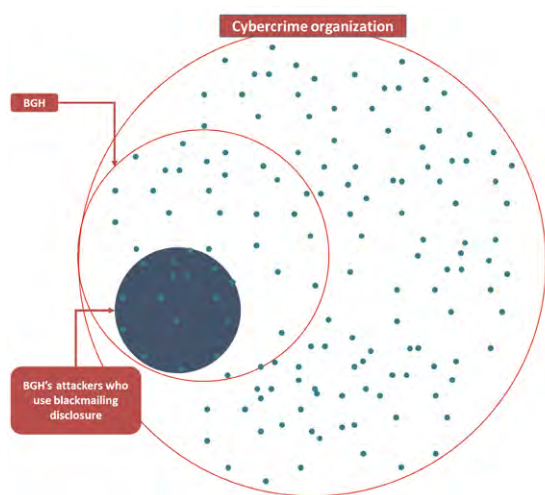 Cybercrime organization
BGH
BGH's attackers who
use blackmailing
disclosure